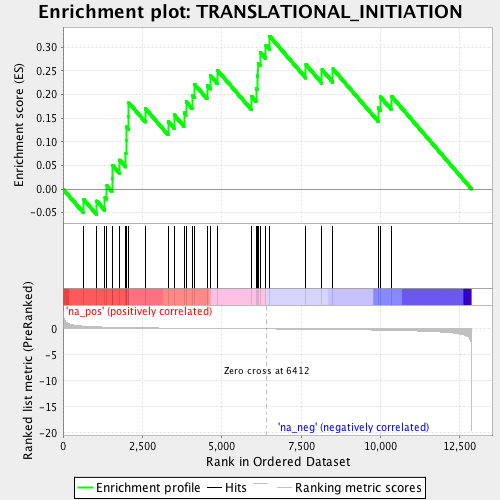 Enrichment plot: TRANSLATIONAL_INITIATION
Enrichment score (ES)
0.30
0.25
0.20
0.15
0.10
0.05
0.00
-0.05
'na_pos' (positively correlated)
Ranked list metric (PreRanked)
0
-5
-10
-15
-20
Zero cross at 6412
'na_neg' (negatively correlated)
0 2,500 5,000 7,500 10,000 12,500
Rank in Ordered Dataset
Enrichment profile Hits Ranking metric scores